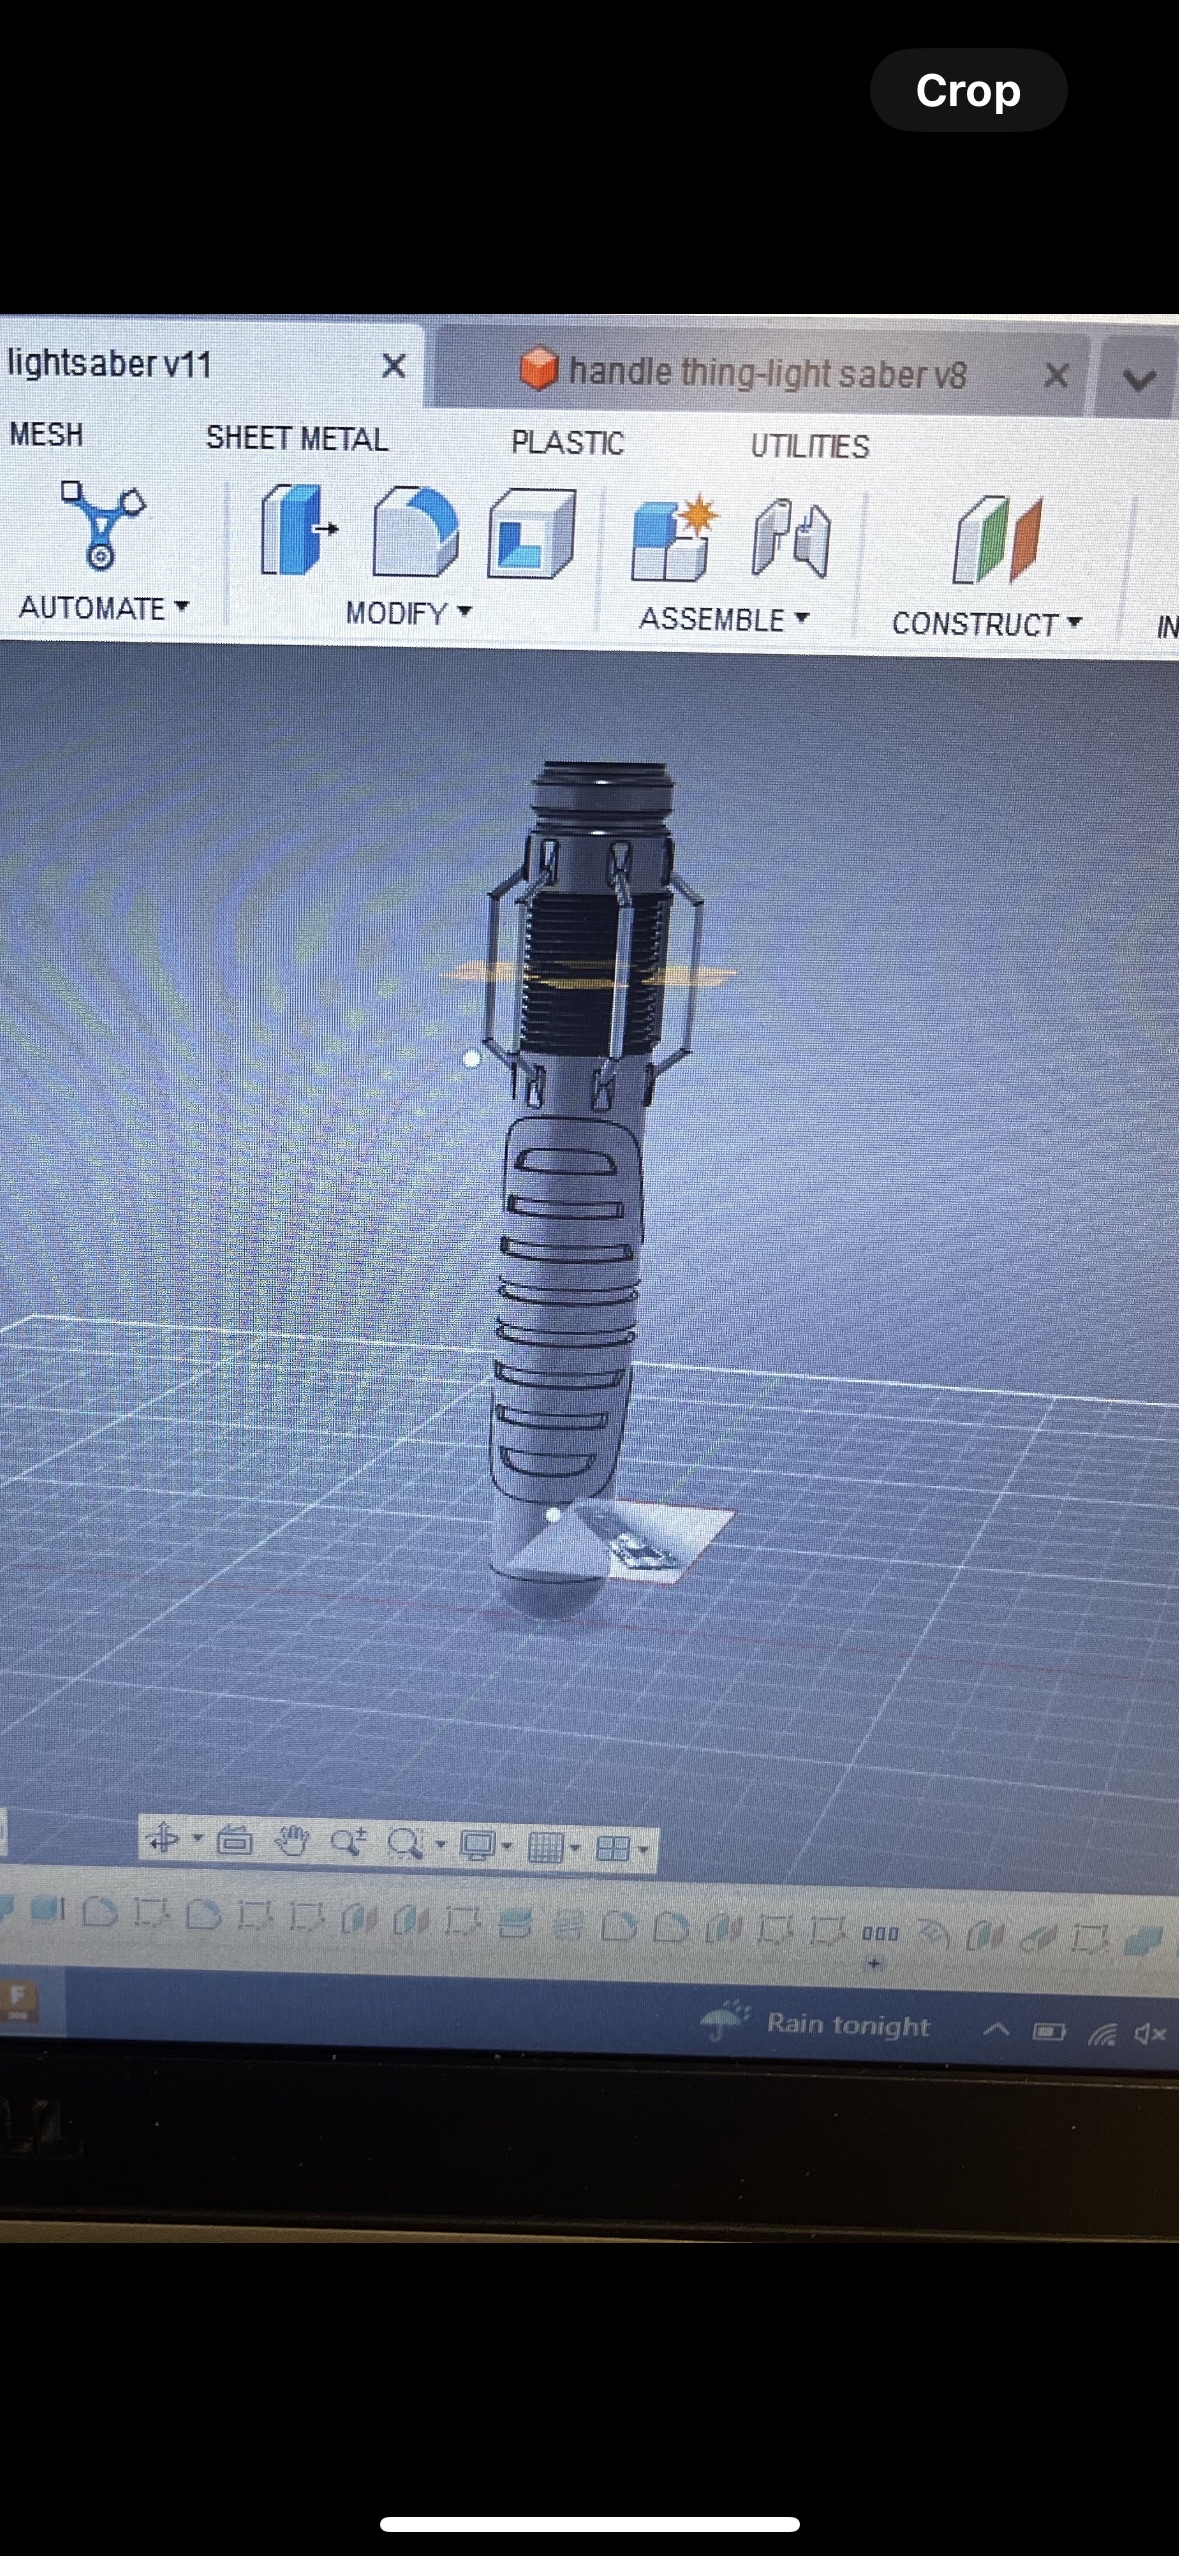 Crop
lightsaber v11
handle thing-light saber v8
MESH SHEET METAL PLASTIC UTILITIES
AUTOMATE MODIFY ASSEMBLE CONSTRUCT IN
Rain tonight